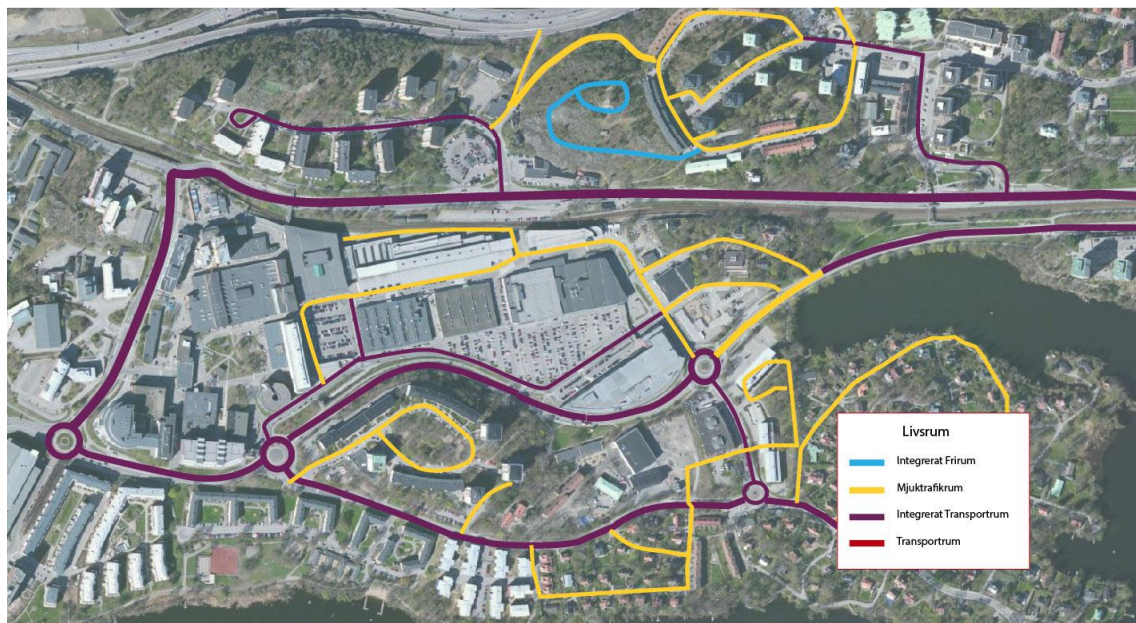 Livsrum
Integrerat Frirum
Mjuktrafikrum
Integrerat Transportrum
Transportrum